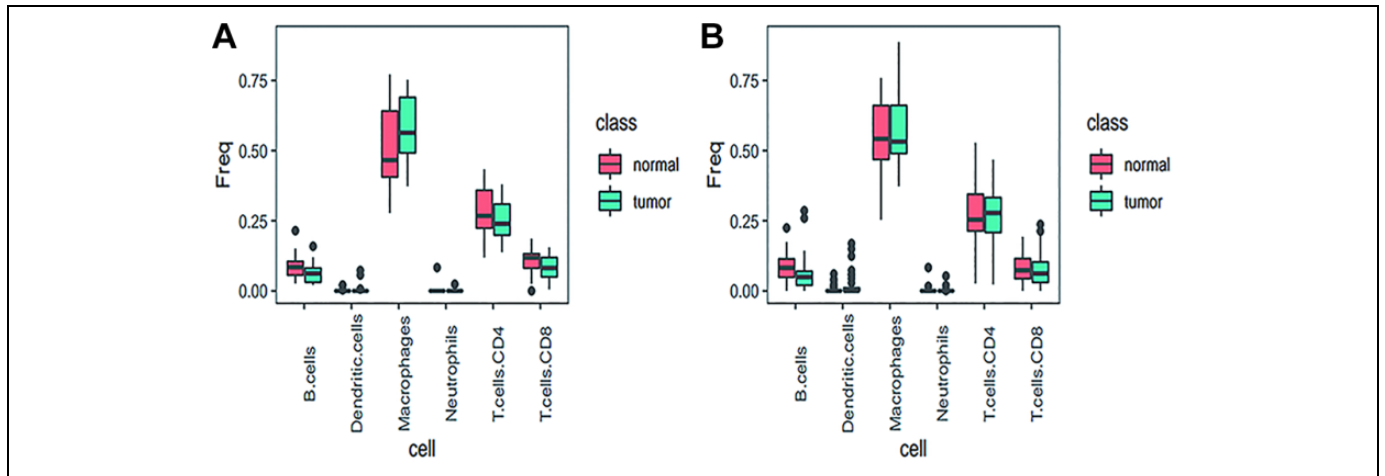 A
0.75
0.50
0.25
0.00
Freq
B.cells
Dendritic.cells
Macrophages
Neutrophils
T.cells.CD4
T.cells.CD8
cell
class
normal
tumor
B
0.75
0.50
0.25
0.00
Freq
B.cells
Dendritic.cells
Macrophages
Neutrophils
T.cells.CD4
T.cells.CD8
cell
class
normal
tumor